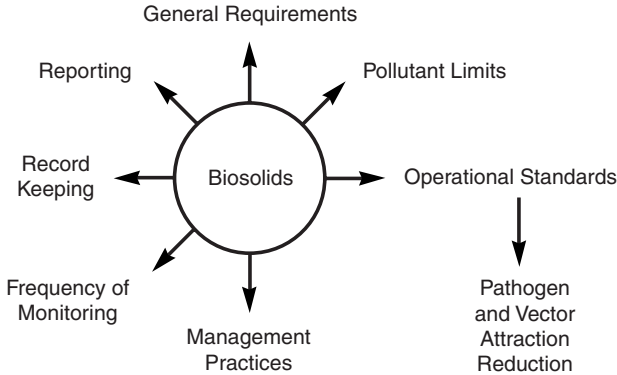 General Requirements
Reporting
Pollutant Limits
Record
Keeping
Biosolids
Operational Standards
Frequency of
Monitoring
Management
Practices
Pathogen
and Vector
Attraction
Reduction